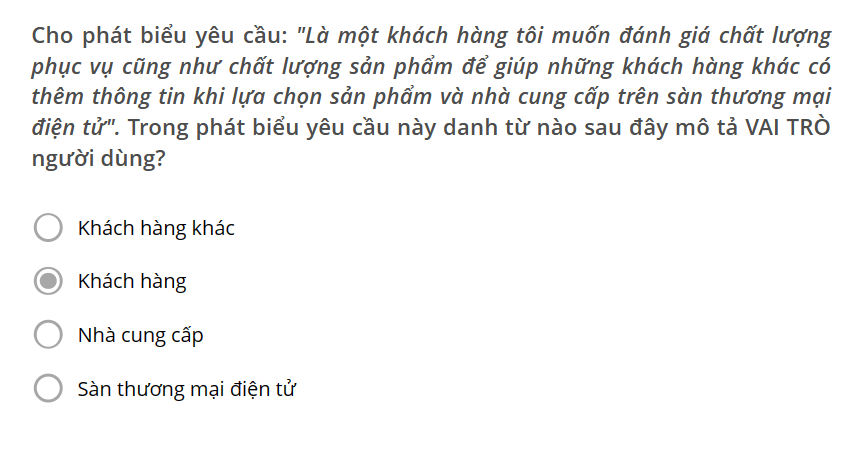 Cho phát biểu yêu cầu: "Là một khách hàng tôi muốn đánh giá chất lượng
phục vụ cũng như chất lượng sản phẩm để giúp những khách hàng khác có
thêm thông tin khi lựa chọn sản phẩm và nhà cung cấp trên sàn thương mại
điện tử". Trong phát biểu yêu cầu này danh từ nào sau đây mô tả VAI TRÒ
người dùng?
Khách hàng khác
Khách hàng
Nhà cung cấp
Sàn thương mại điện tử